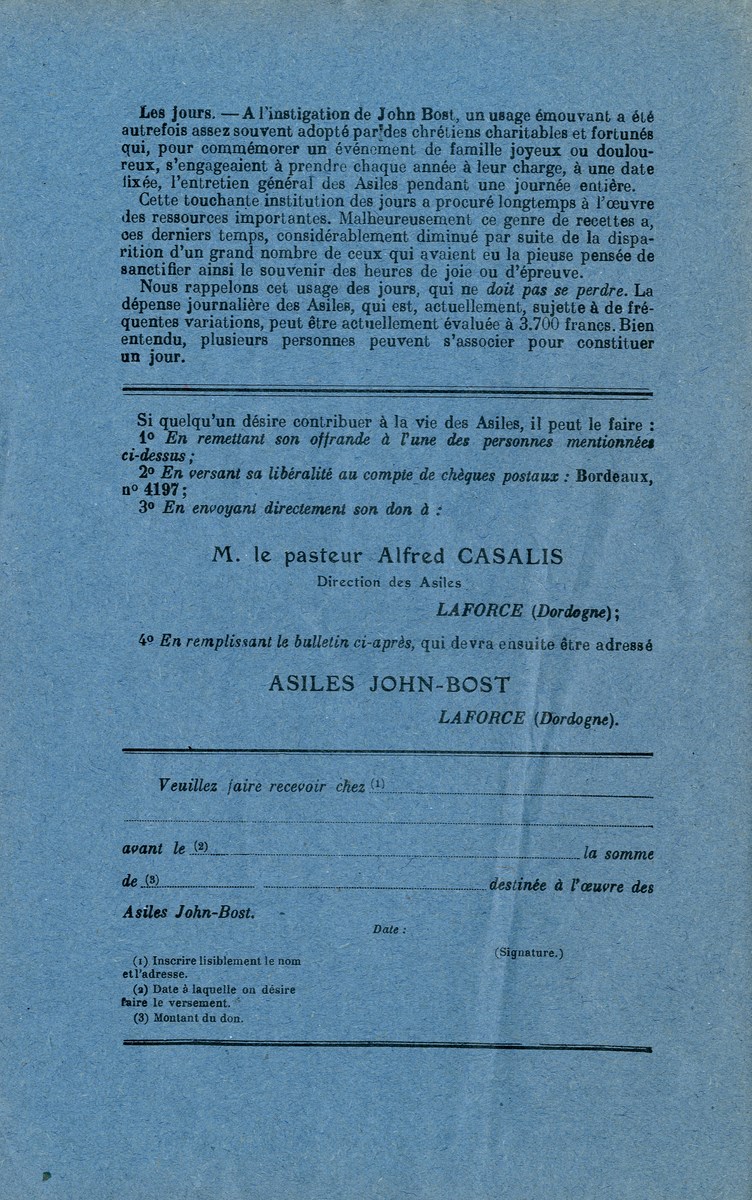 Les jours. — A l'instigation de John Bost, un usage émouvant a été
autrefois assez souvent adopté par des chrétiens charitables et fortunés
qui, pour commémorer un événement de famille joyeux ou doulou-
reux, s'engageaient à prendre chaque année à leur charge, à une date
fixée, l'entretien général des Asiles pendant une journée entière.
Cette touchante institution des jours a procuré longtemps à l'œuvre
des ressources importantes. Malheureusement ce genre de recettes a,
ces derniers temps, considérablement diminué par suite de la dispa-
rition d'un grand nombre de ceux qui avaient eu la pieuse pensée de
sanctifier ainsi le souvenir des heures de joie ou d'épreuve.
Nous rappelons cet usage des jours, qui ne doit pas se perdre. La
dépense journalière des Asiles, qui est, actuellement, sujette à de fré-
quentes variations, peut être actuellement évaluée à 3.700 francs. Bien
entendu, plusieurs personnes peuvent s'associer pour constituer
un jour.
Si quelqu'un désire contribuer à la vie des Asiles, il peut le faire :
1º En remettant son offrande à l'une des personnes mentionnées
ci-dessus ;
2º En versant sa libéralité au compte de chèques postaux : Bordeaux,
nº 4197 ;
3º En envoyant directement son don à :
M. le pasteur Alfred CASALIS
Direction des Asiles
LAFORCE (Dordogne) ;
4º En remplissant le bulletin ci-après, qui devra ensuite être adressé
ASILES JOHN-BOST
LAFORCE (Dordogne).
Veuillez faire recevoir chez (1)
avant le (2) la somme
de (3) destinée à l'œuvre des
Asiles John-Bost.
Date :
(Signature.)
(1) Inscrire lisiblement le nom
et l'adresse.
(2) Date à laquelle on désire
faire le versement.
(3) Montant du don.